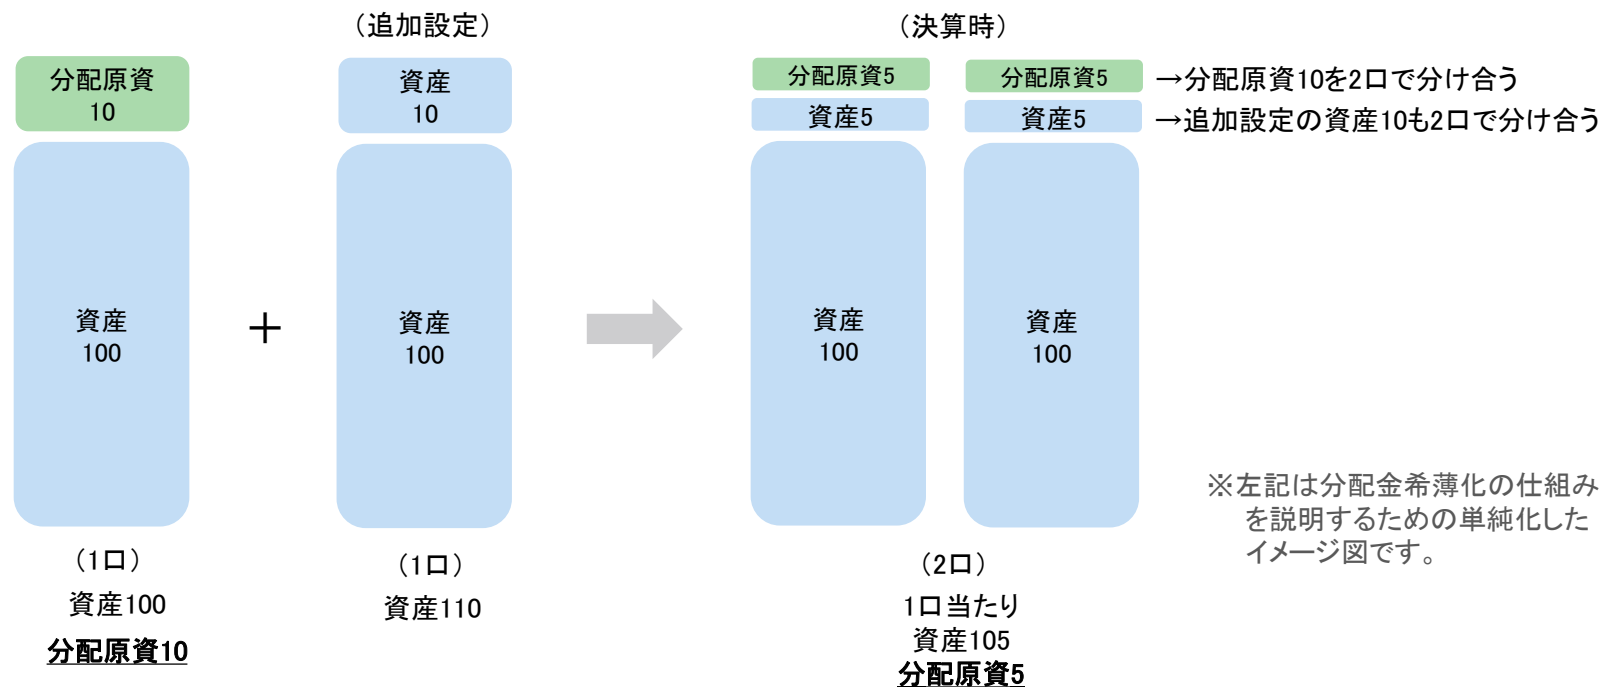 （追加設定）
（決算時）
分配原資
10
資産
10
分配原資5
分配原資5
→分配原資10を2口で分け合う
資産5
資産5
→追加設定の資産10も2口で分け合う
資産
100
＋
資産
100
資産
100
資産
100
※左記は分配金希薄化の仕組み
を説明するための単純化した
イメージ図です。
（1口）
資産100
分配原資10
（1口）
資産110
（2口）
1口当たり
資産105
分配原資5